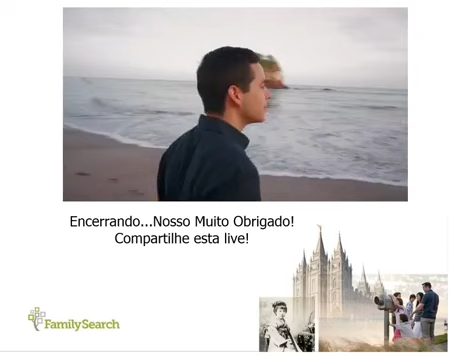 Encerrando...Nosso Muito Obrigado!
Compartilhe esta live!
FamilySearch